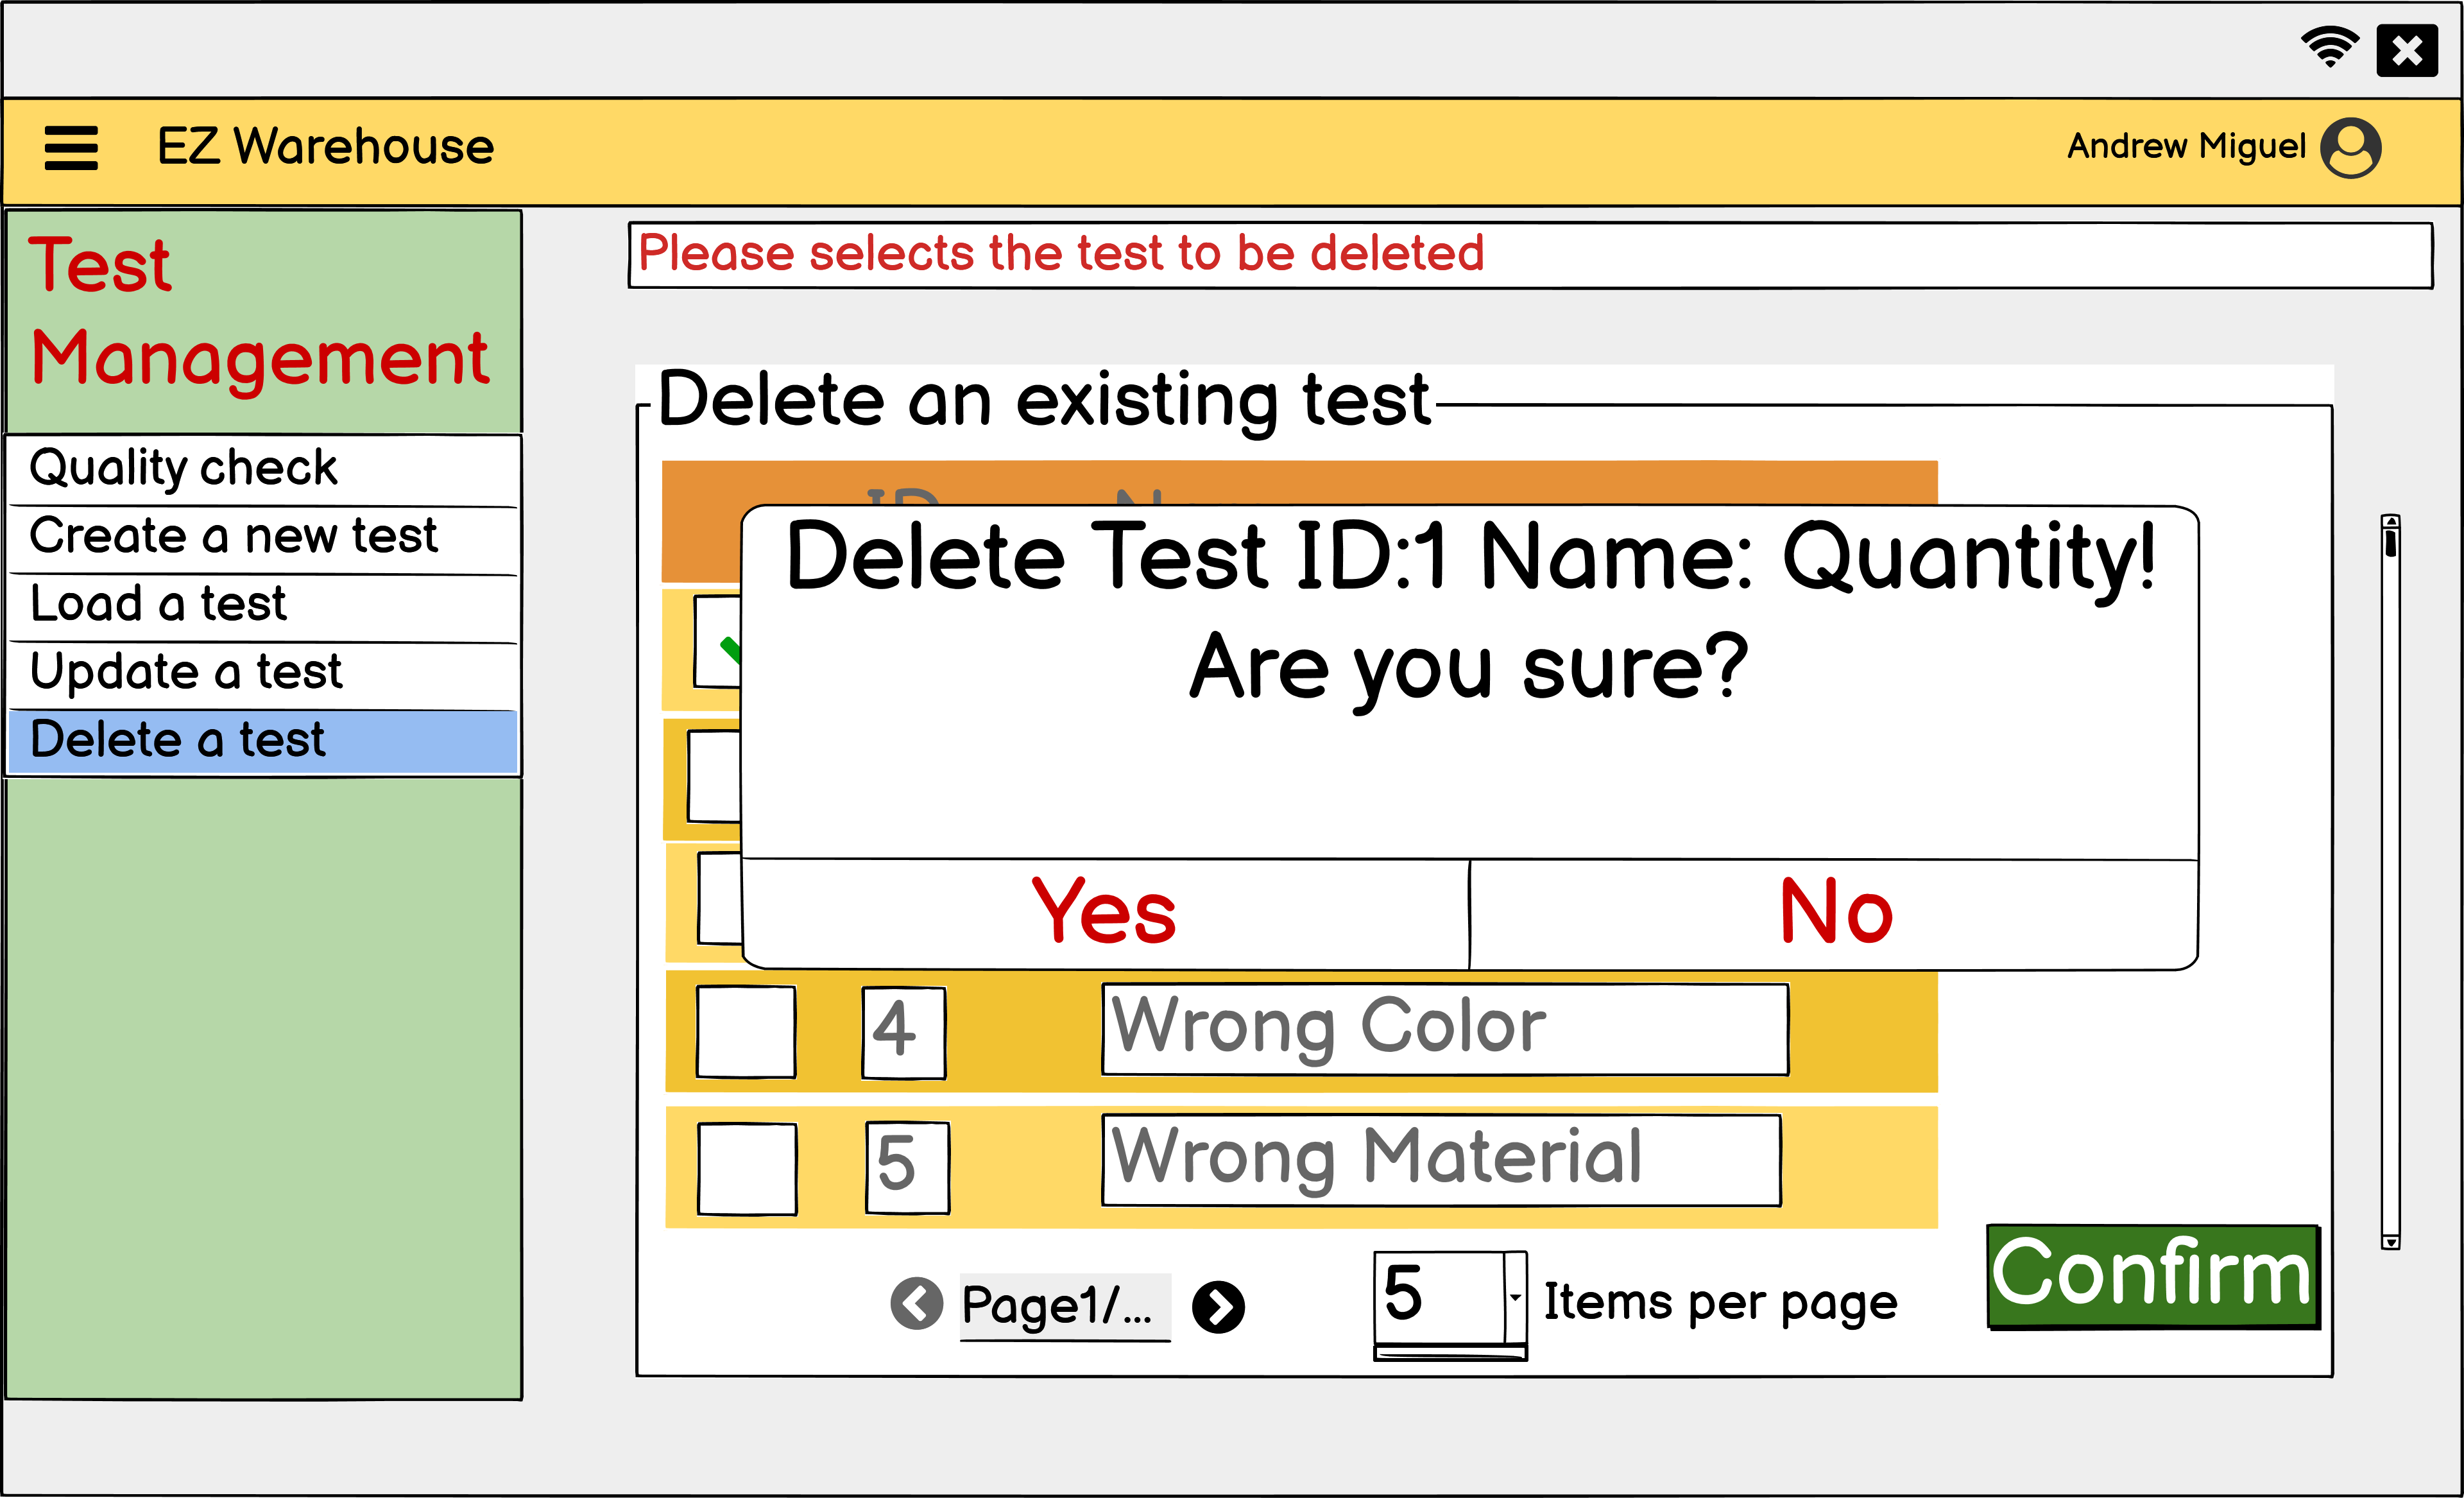 EZ Warehouse
Andrew Miguel
Test
Management
Quality check
Create a new test
Load a test
Update a test
Delete a test
Please selects the test to be deleted
Delete an existing test
ID
Delete Test ID:1 Name: Quantity!
Are you sure?
Yes No
4 Wrong Color
5 Wrong Material
Page1/...
5 Items per page
Confirm